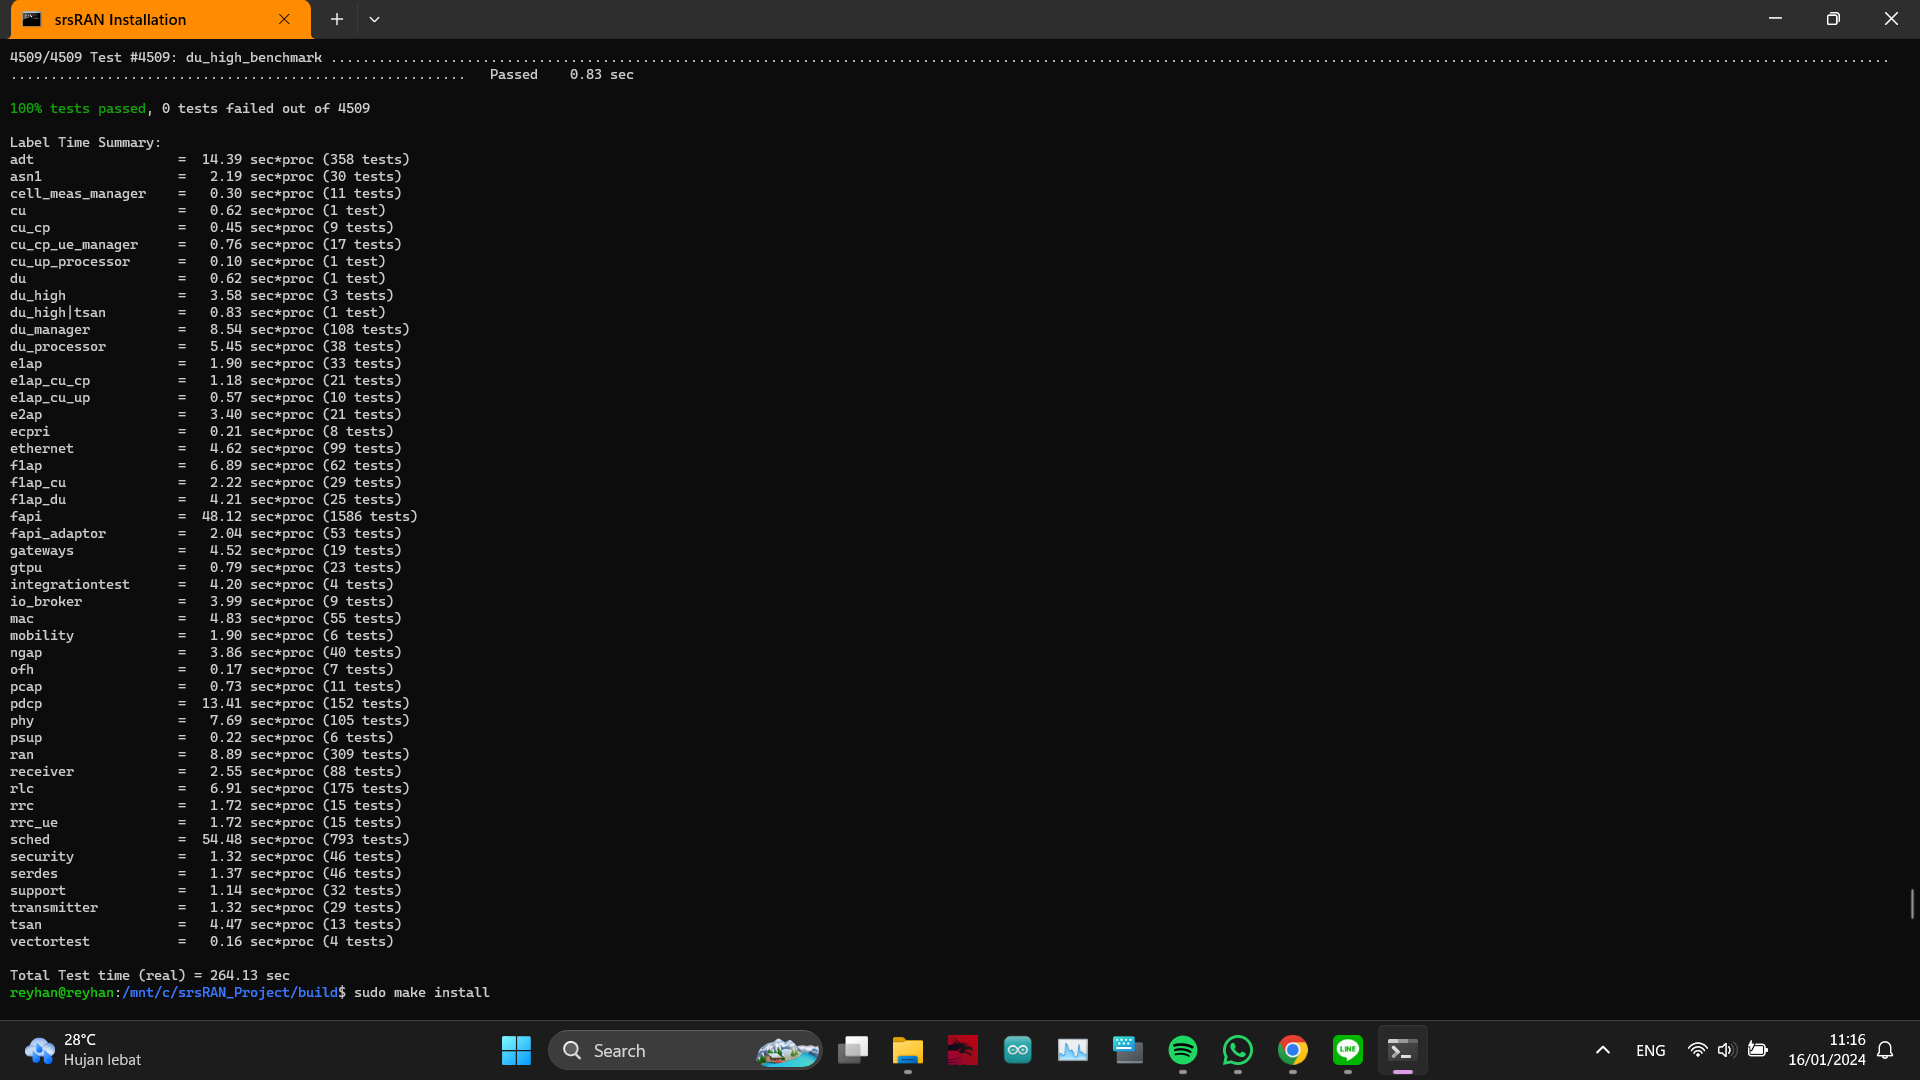 srsRAN Installation
4509/4509 Test #4509: du_high_benchmark ...................................................................................................................................................................................................
.........................................................   Passed    0.83 sec
100% tests passed, 0 tests failed out of 4509
Label Time Summary:
adt                  =  14.39 sec*proc (358 tests)
asn1                 =   2.19 sec*proc (30 tests)
cell_meas_manager    =   0.30 sec*proc (11 tests)
cu                   =   0.62 sec*proc (1 test)
cu_cp                =   0.45 sec*proc (9 tests)
cu_cp_ue_manager     =   0.76 sec*proc (17 tests)
cu_up_processor      =   0.10 sec*proc (1 test)
du                   =   0.62 sec*proc (1 test)
du_high              =   3.58 sec*proc (3 tests)
du_high|tsan         =   0.83 sec*proc (1 test)
du_manager           =   8.54 sec*proc (108 tests)
du_processor         =   5.45 sec*proc (38 tests)
e1ap                 =   1.90 sec*proc (33 tests)
e1ap_cu_cp           =   1.18 sec*proc (21 tests)
e1ap_cu_up           =   0.57 sec*proc (10 tests)
e2ap                 =   3.40 sec*proc (21 tests)
ecpri                =   0.21 sec*proc (8 tests)
ethernet             =   4.62 sec*proc (99 tests)
f1ap                 =   6.89 sec*proc (62 tests)
f1ap_cu              =   2.22 sec*proc (29 tests)
f1ap_du              =   4.21 sec*proc (25 tests)
fapi                 =  48.12 sec*proc (1586 tests)
fapi_adaptor         =   2.04 sec*proc (53 tests)
gateways             =   4.52 sec*proc (19 tests)
gtpu                 =   0.79 sec*proc (23 tests)
integrationtest      =   4.20 sec*proc (4 tests)
io_broker            =   3.99 sec*proc (9 tests)
mac                  =   4.83 sec*proc (55 tests)
mobility             =   1.90 sec*proc (6 tests)
ngap                 =   3.86 sec*proc (40 tests)
ofh                  =   0.17 sec*proc (7 tests)
pcap                 =   0.73 sec*proc (11 tests)
pdcp                 =  13.41 sec*proc (152 tests)
phy                  =   7.69 sec*proc (105 tests)
psup                 =   0.22 sec*proc (6 tests)
ran                  =   8.89 sec*proc (309 tests)
receiver             =   2.55 sec*proc (88 tests)
rlc                  =   6.91 sec*proc (175 tests)
rrc                  =   1.72 sec*proc (15 tests)
rrc_ue               =   1.72 sec*proc (15 tests)
sched                =  54.48 sec*proc (793 tests)
security             =   1.32 sec*proc (46 tests)
serdes               =   1.37 sec*proc (46 tests)
support              =   1.14 sec*proc (32 tests)
transmitter          =   1.32 sec*proc (29 tests)
tsan                 =   4.47 sec*proc (13 tests)
vectortest           =   0.16 sec*proc (4 tests)
Total Test time (real) = 264.13 sec
reyhan@reyhan:/mnt/c/srsRAN_Project/build$ sudo make install
28°C
Hujan lebat
Search
LINE
ENG
11:16
16/01/2024